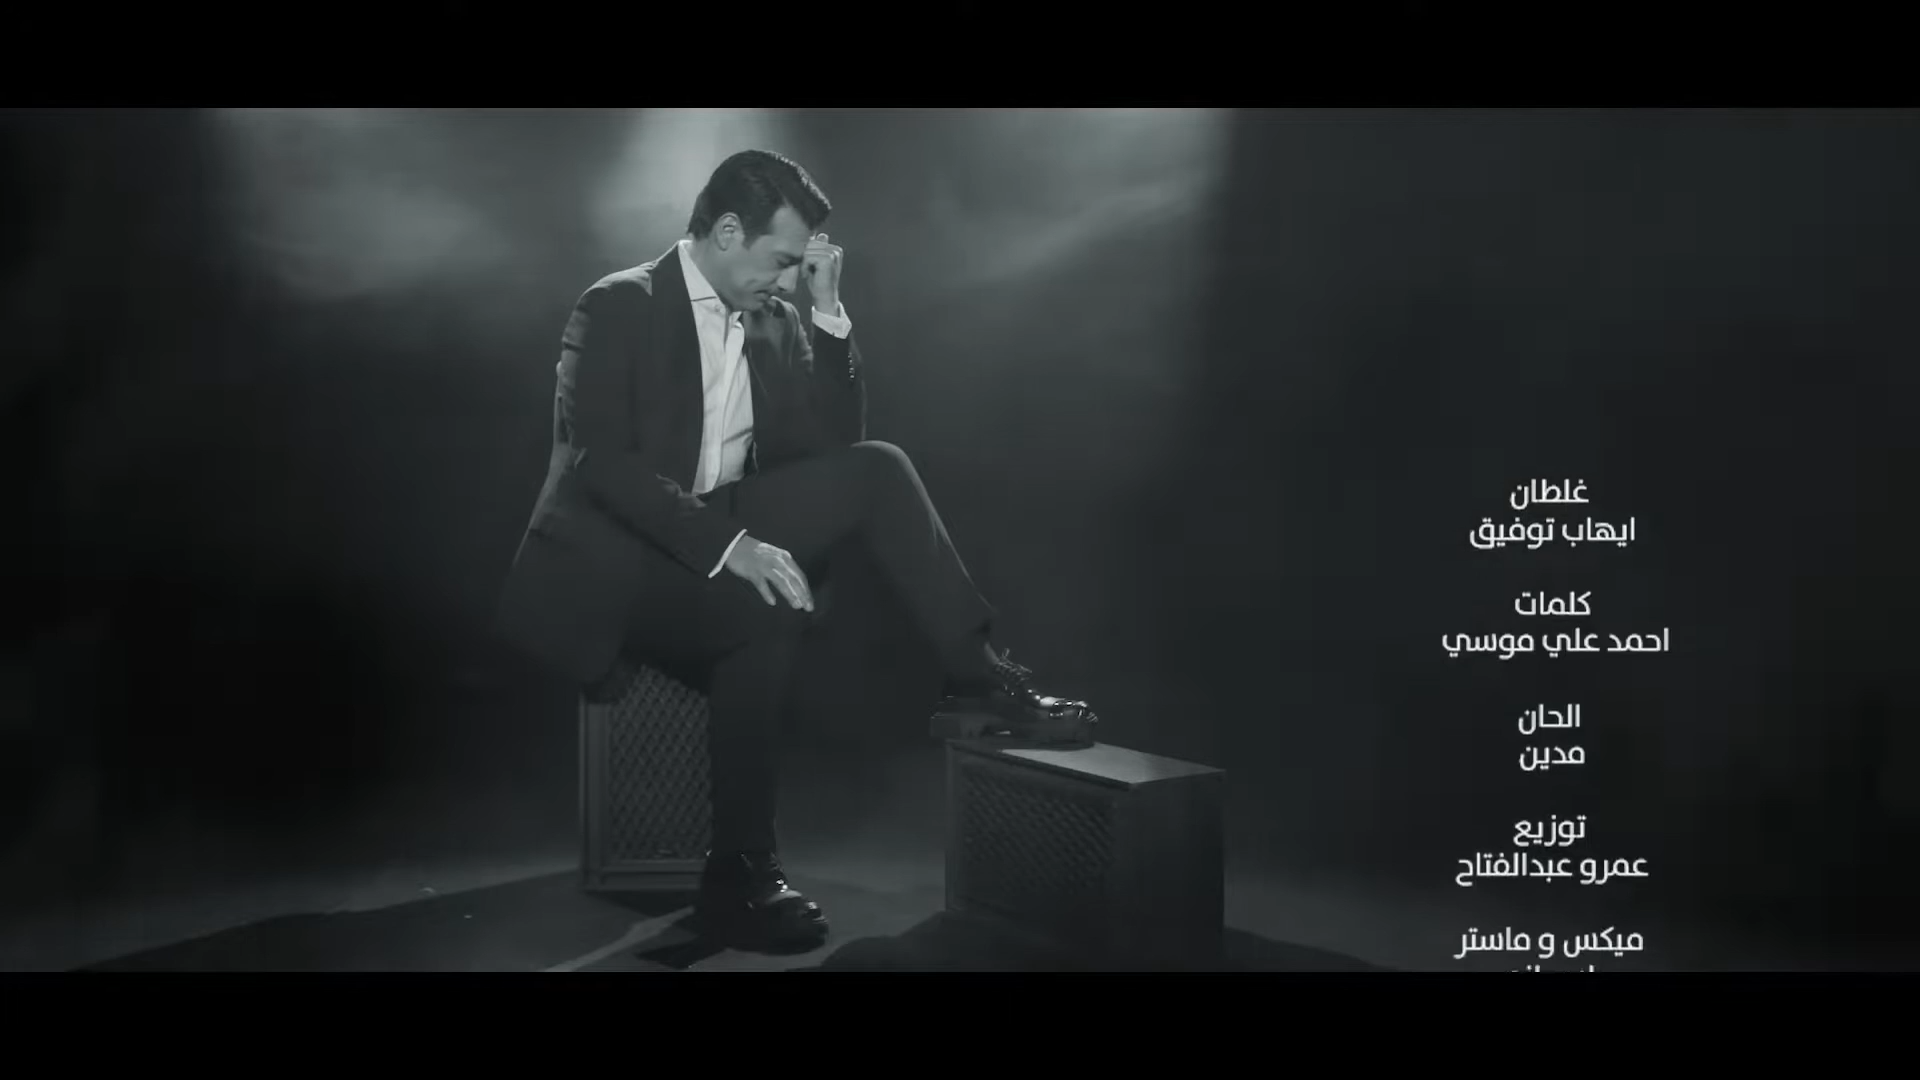 غلطان
ايهاب توفيق
كلمات
احمد علي موسي
الحان
مدين
توزيع
عمرو عبدالفتاح
ميكس و ماستر